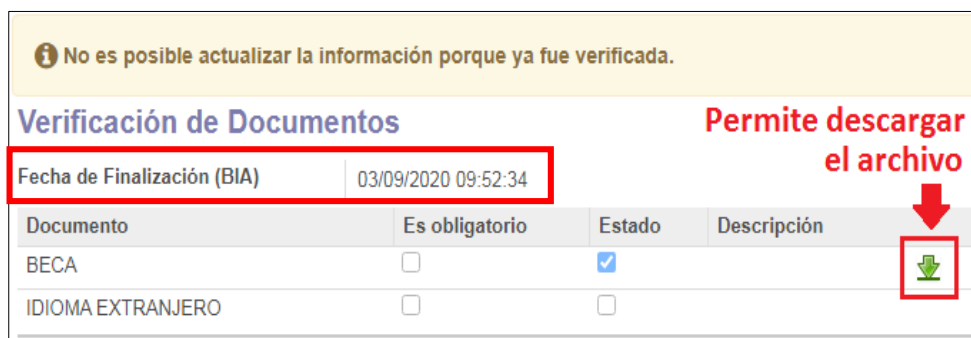 No es posible actualizar la información porque ya fue verificada.
Verificación de Documentos
Permite descargar
el archivo
Fecha de Finalización (BIA) 03/09/2020 09:52:34
Documento Es obligatorio Estado Descripción
BECA
IDIOMA EXTRANJERO